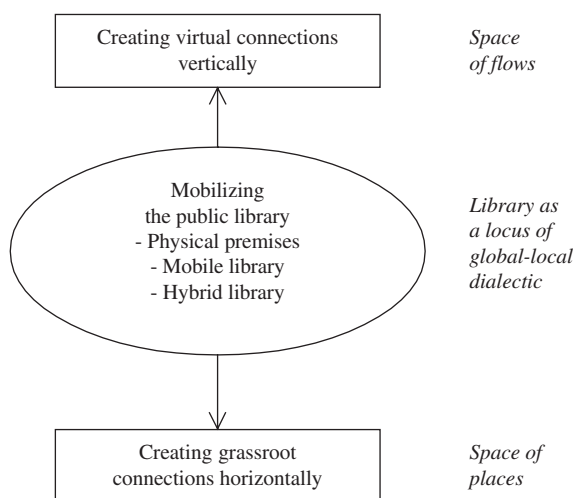 Creating virtual connections
vertically
Space
of flows
Mobilizing
the public library
- Physical premises
- Mobile library
- Hybrid library
Library as
a locus of
global-local
dialectic
Creating grassroot
connections horizontally
Space of
places